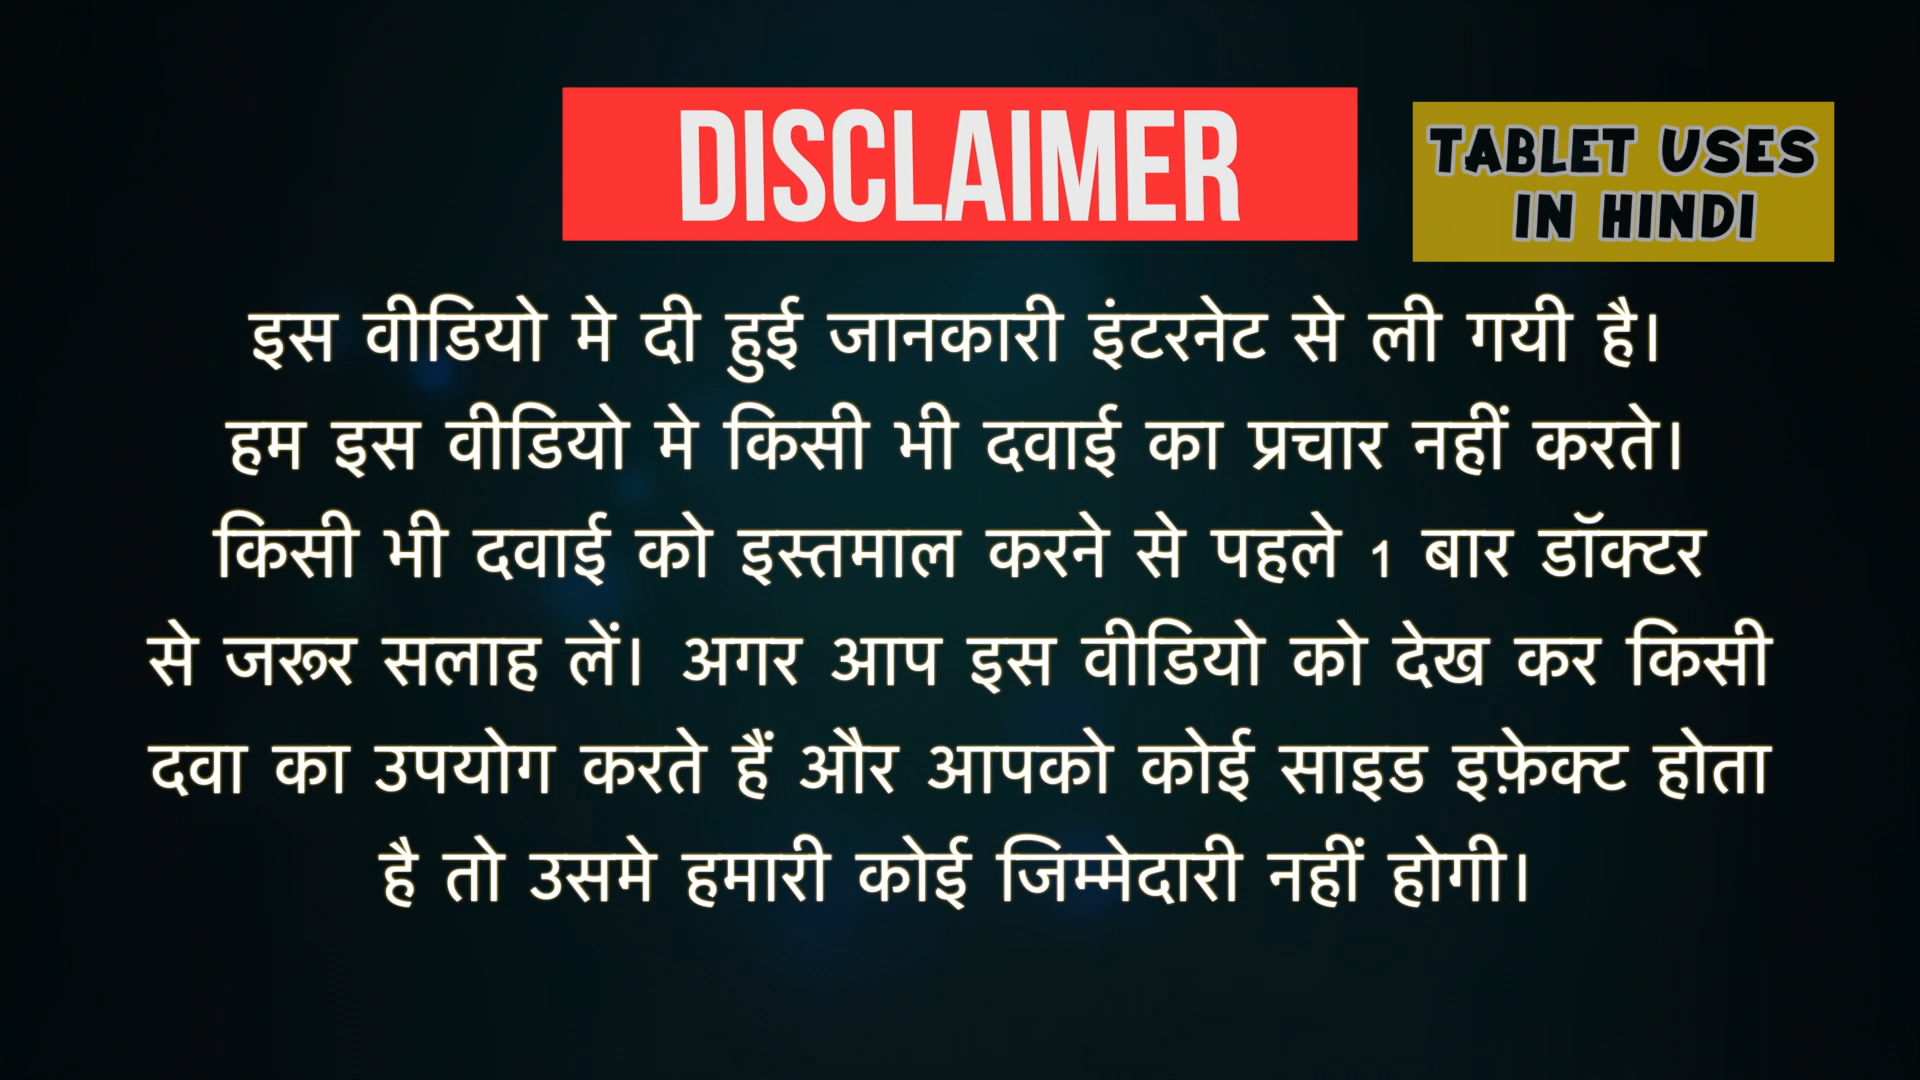 DISCLAIMER
TABLET USES
IN HINDI
इस वीडियो मे दी हुई जानकारी इंटरनेट से ली गयी है।
हम इस वीडियो मे किसी भी दवाई का प्रचार नहीं करते।
किसी भी दवाई को इस्तमाल करने से पहले 1 बार डॉक्टर
से जरूर सलाह लें। अगर आप इस वीडियो को देख कर किसी
दवा का उपयोग करते हैं और आपको कोई साइड इफ़ेक्ट होता
है तो उसमे हमारी कोई जिम्मेदारी नहीं होगी।